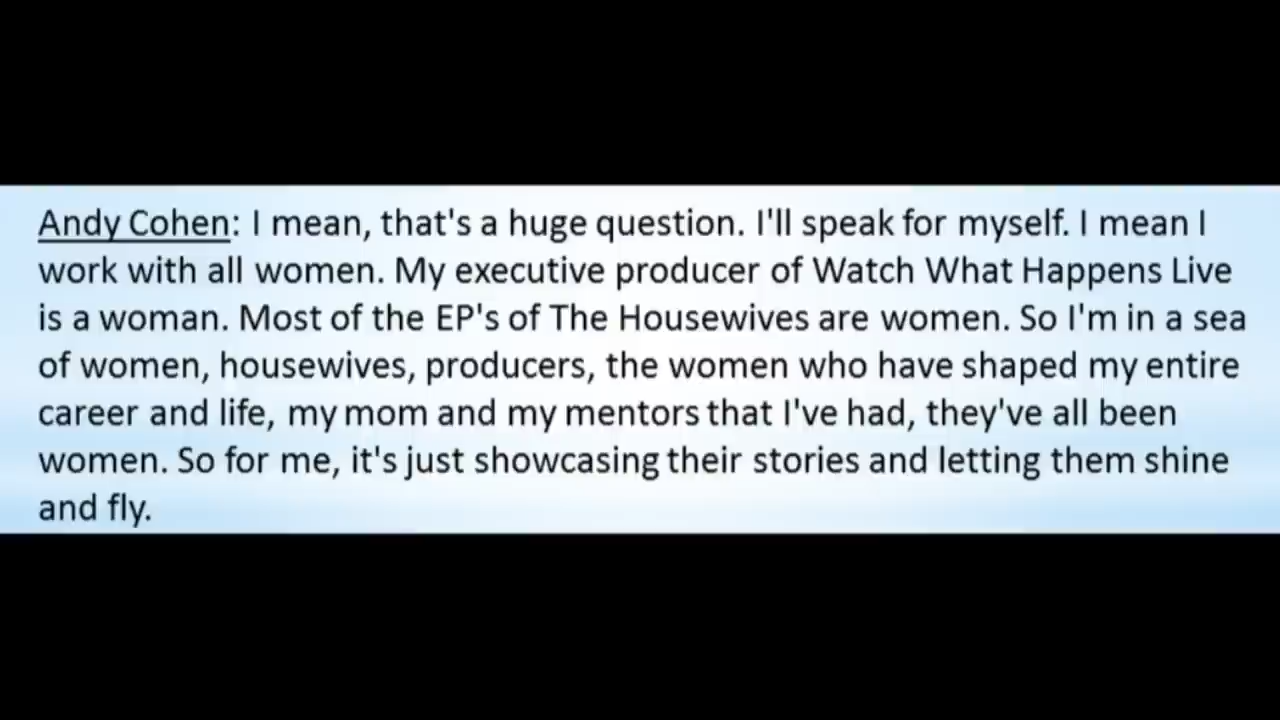 Andy Cohen: I mean, that's a huge question. I'll speak for myself. I mean I
work with all women. My executive producer of Watch What Happens Live
is a woman. Most of the EP's of The Housewives are women. So I'm in a sea
of women, housewives, producers, the women who have shaped my entire
career and life, my mom and my mentors that I've had, they've all been
women. So for me, it's just showcasing their stories and letting them shine
and fly.